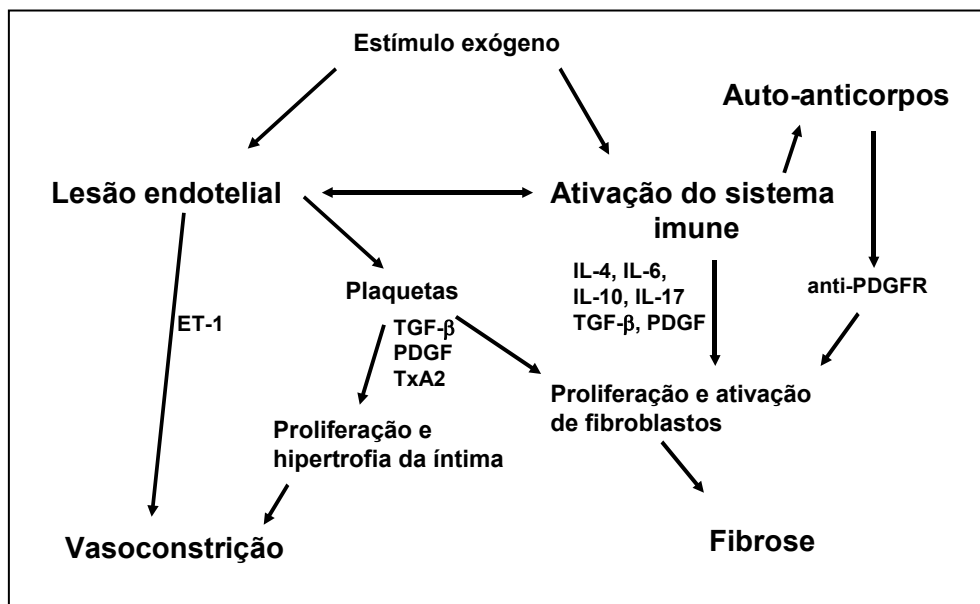 Estímulo exógeno
Auto-anticorpos
Lesão endotelial
Ativação do sistema
imune
IL-4, IL-6,
IL-10, IL-17
TGF-β, PDGF
anti-PDGFR
Plaquetas
ET-1
TGF-β
PDGF
TxA2
Proliferação e ativação
de fibroblastos
Proliferação e
hipertrofia da íntima
Vasoconstrição
Fibrose